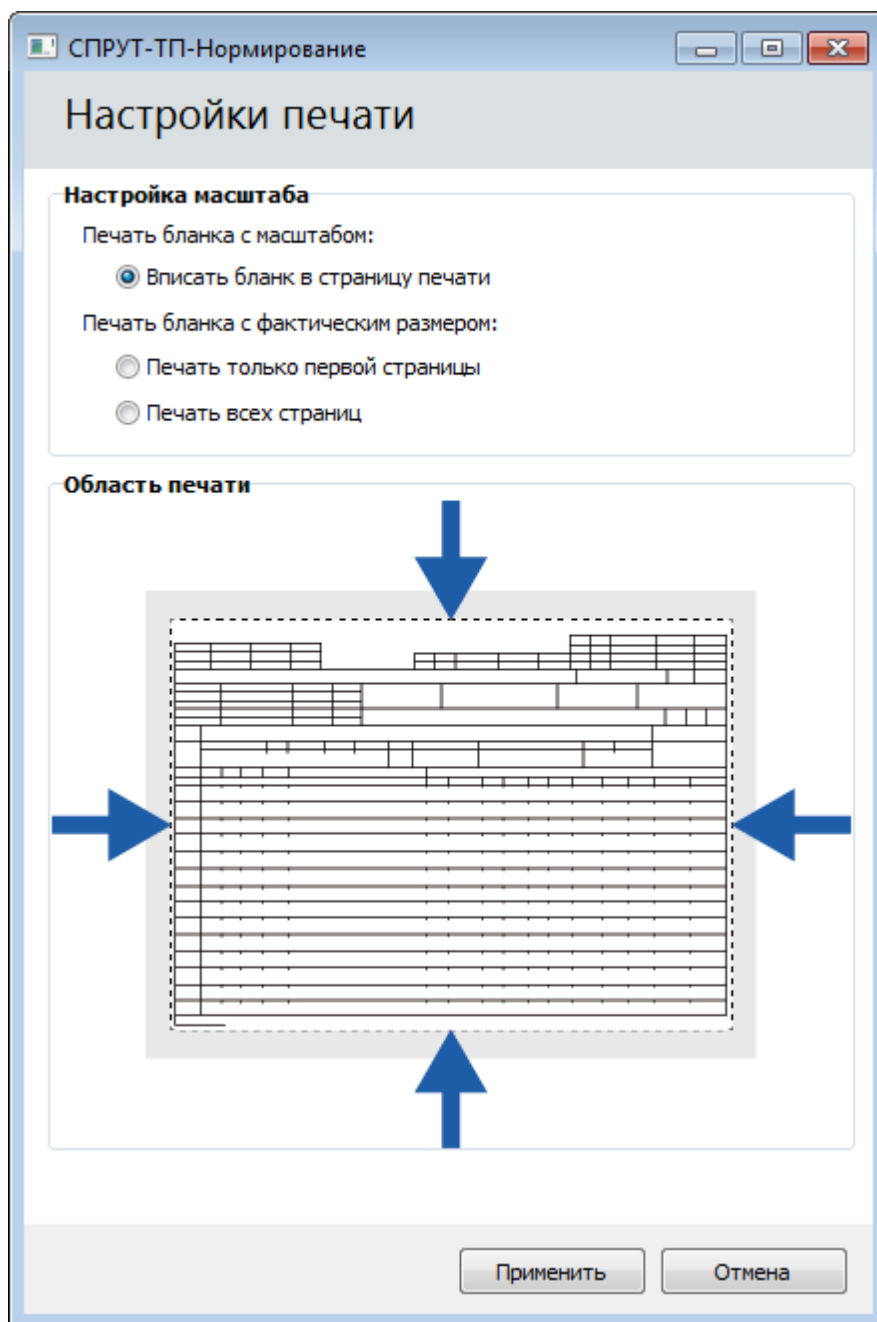 СПРУТ-ТП-Нормирование
Настройки печати
Настройка масштаба
Печать бланка с масштабом:
Вписать бланк в страницу печати
Печать бланка с фактическим размером:
Печать только первой страницы
Печать всех страниц
Область печати
Применить
Отмена